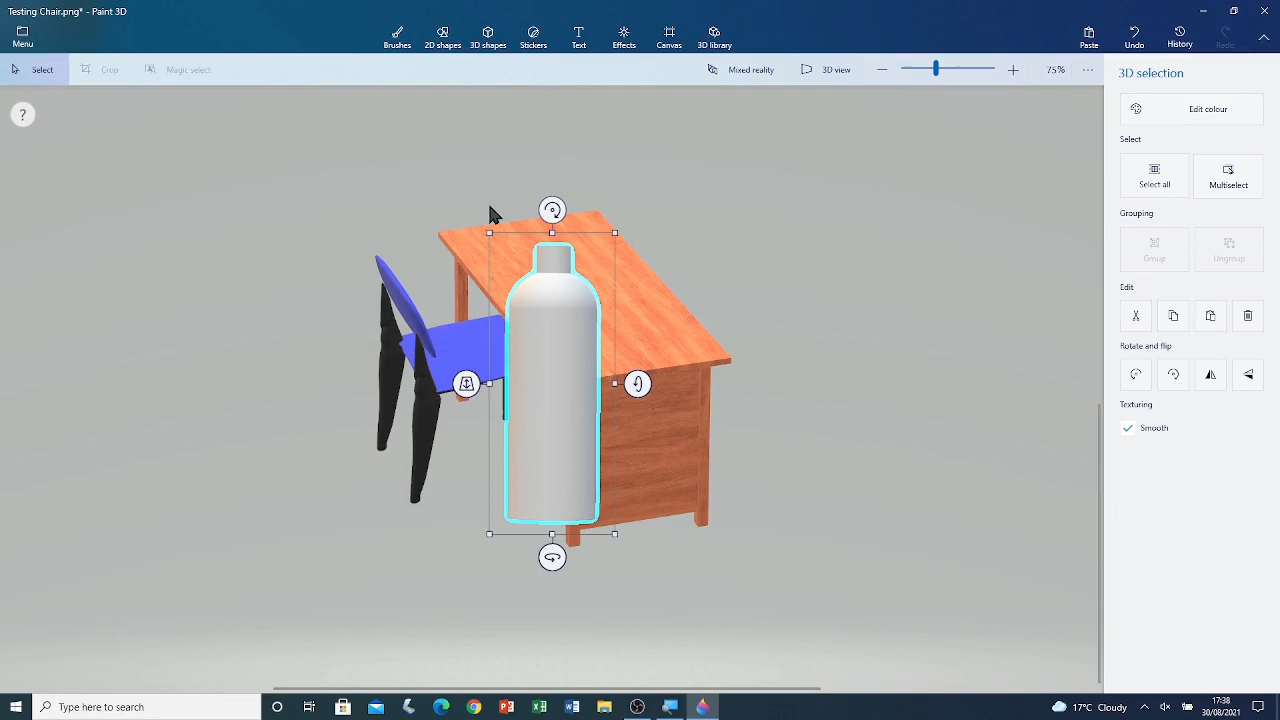 Testing Chair.png* - Paint 3D
Menu
Brushes
2D shapes
3D shapes
Stickers
Text
Effects
Canvas
3D library
Paste
Undo
History
Redo
Select
Crop
Magic select
Mixed reality
3D view
75%
?
3D selection
Edit colour
Select
Select all
Multiselect
Grouping
Group
Ungroup
Edit
Rotate and flip
Texturing
Smooth
Type here to search
17°C Cloudy
17:38
30/08/2021